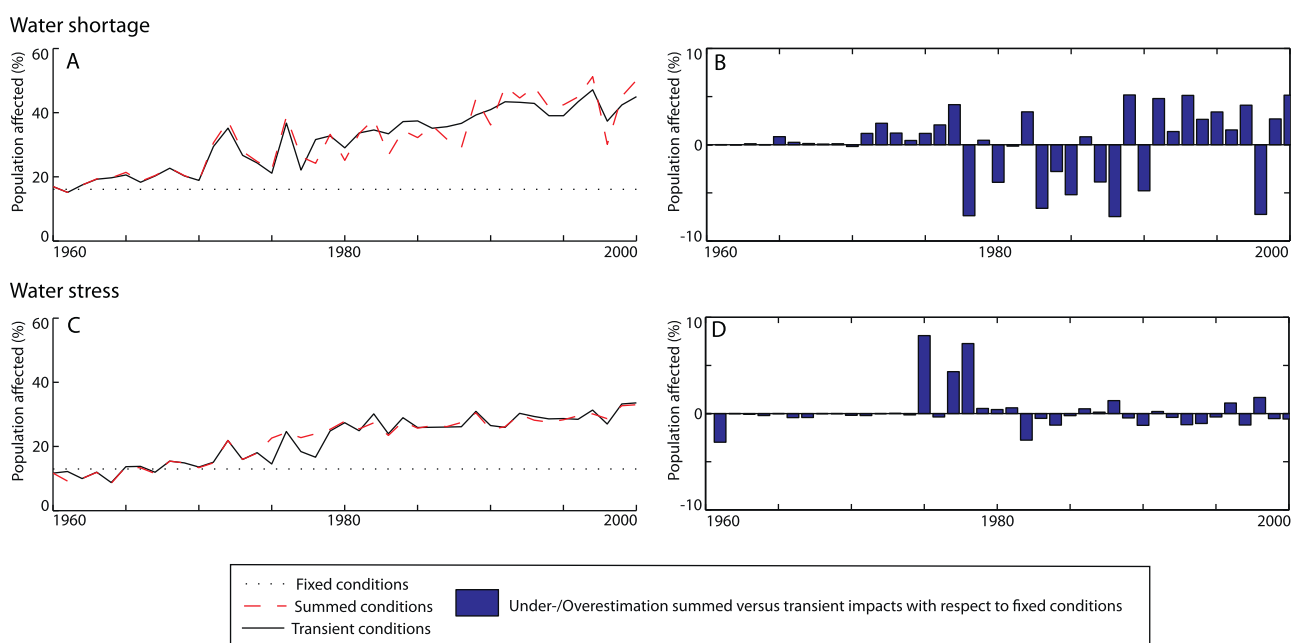 Water shortage
60
40
20
0
Population affected (%)
A
1960
1980
2000
10
0
-10
Population affected (%)
B
1960
1980
2000
Water stress
60
40
20
0
Population affected (%)
C
1960
1980
2000
10
0
-10
Population affected (%)
D
1960
1980
2000
Fixed conditions
Summed conditions
Transient conditions
Under-/Overestimation summed versus transient impacts with respect to fixed conditions